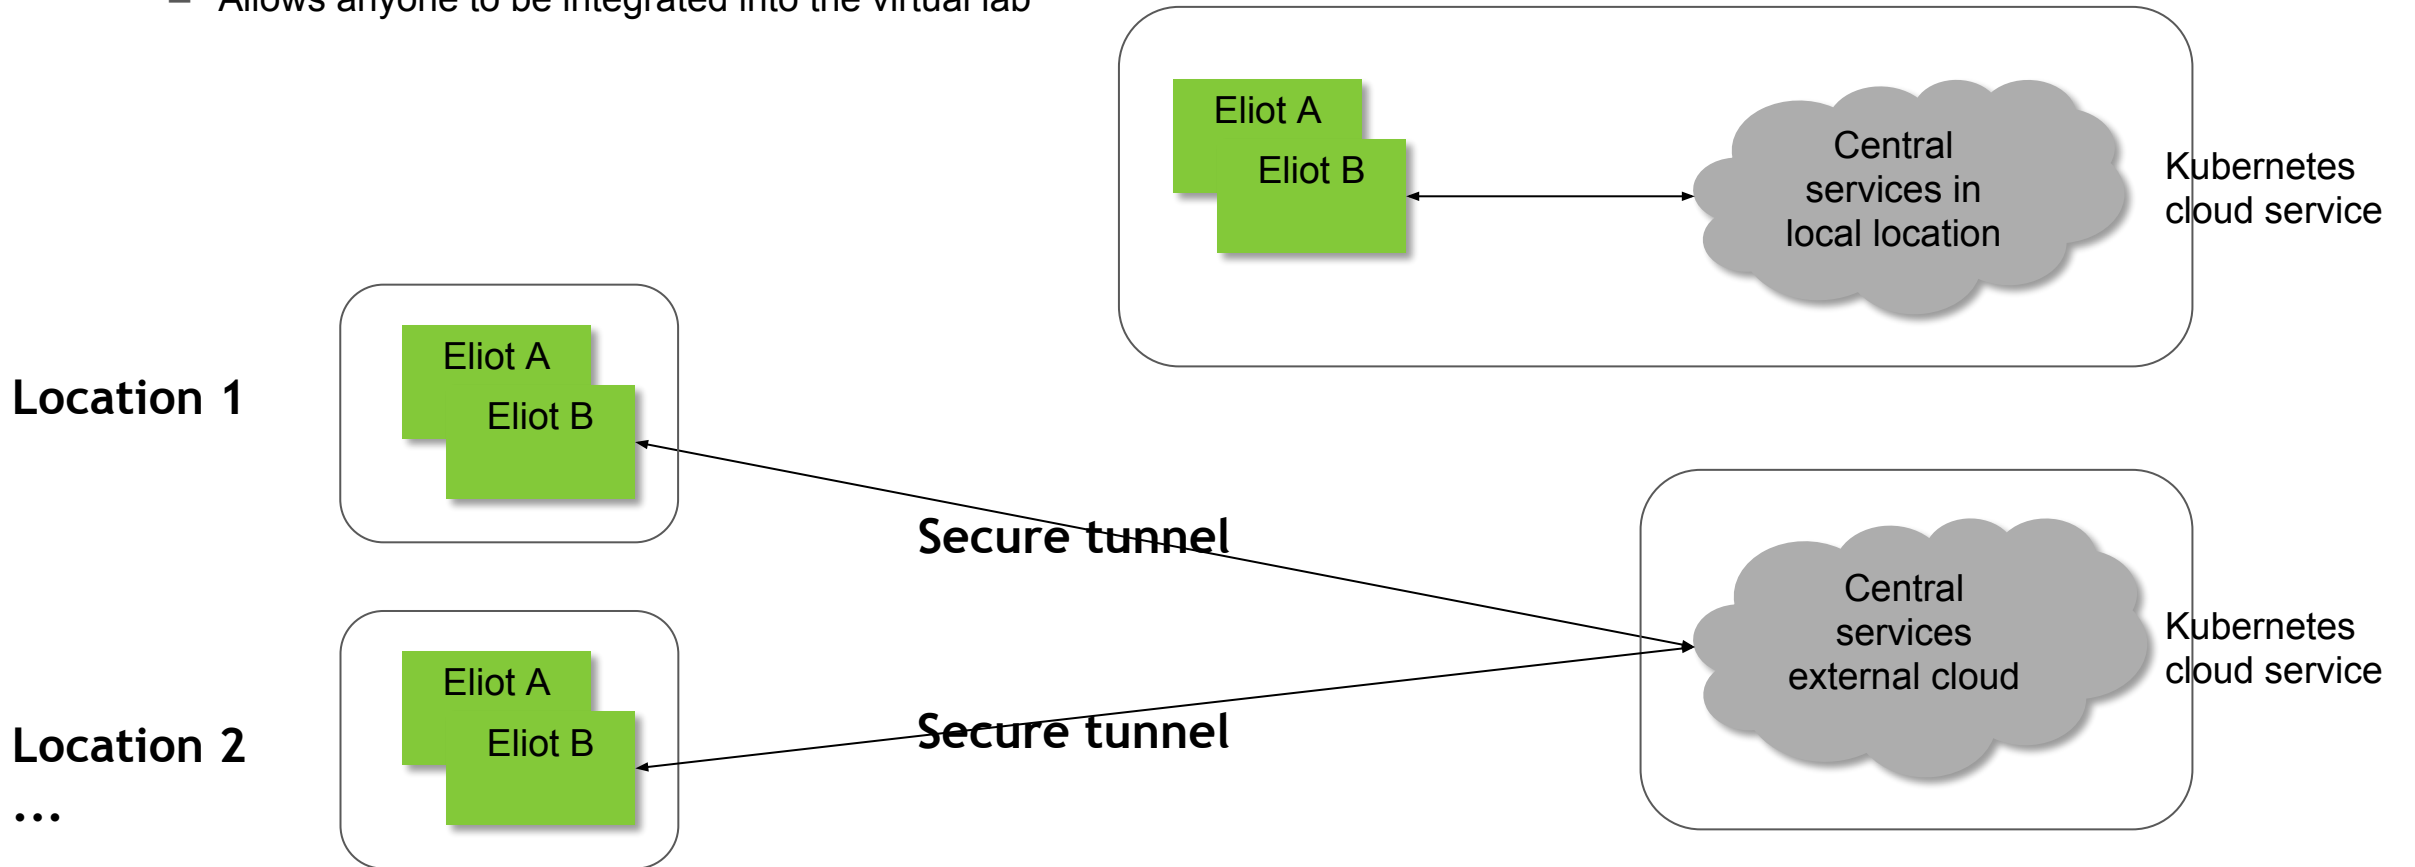 – Allows anyone to be integrated into the virtual lab
Eliot A
Eliot B
Central
services in
local location
Kubernetes
cloud service
Location 1
Eliot A
Eliot B
Secure tunnel
Central
services
external cloud
Kubernetes
cloud service
Location 2
...
Eliot A
Eliot B
Secure tunnel